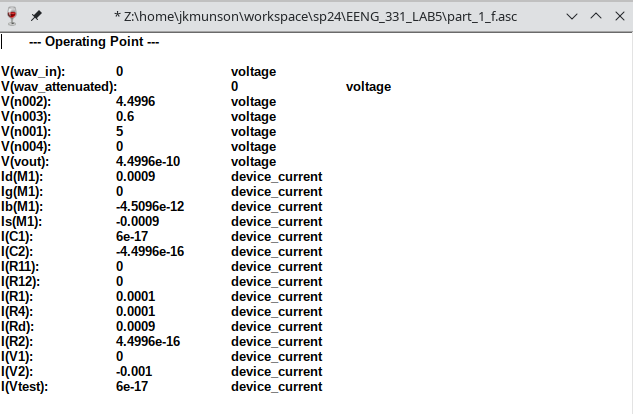 * Z:\home\jkmunson\workspace\sp24\EENG_331_LAB5\part_1_f.asc
--- Operating Point ---
V(wav_in): 0 voltage
V(wav_attenuated): 0 voltage
V(n002): 4.4996 voltage
V(n003): 0.6 voltage
V(n001): 5 voltage
V(n004): 0 voltage
V(vout): 4.4996e-10 voltage
Id(M1): 0.0009 device_current
Ig(M1): 0 device_current
Ib(M1): -4.5096e-12 device_current
Is(M1): -0.0009 device_current
I(C1): 6e-17 device_current
I(C2): -4.4996e-16 device_current
I(R11): 0 device_current
I(R12): 0 device_current
I(R1): 0.0001 device_current
I(R4): 0.0001 device_current
I(Rd): 0.0009 device_current
I(R2): 4.4996e-16 device_current
I(V1): 0 device_current
I(V2): -0.001 device_current
I(Vtest): 6e-17 device_current